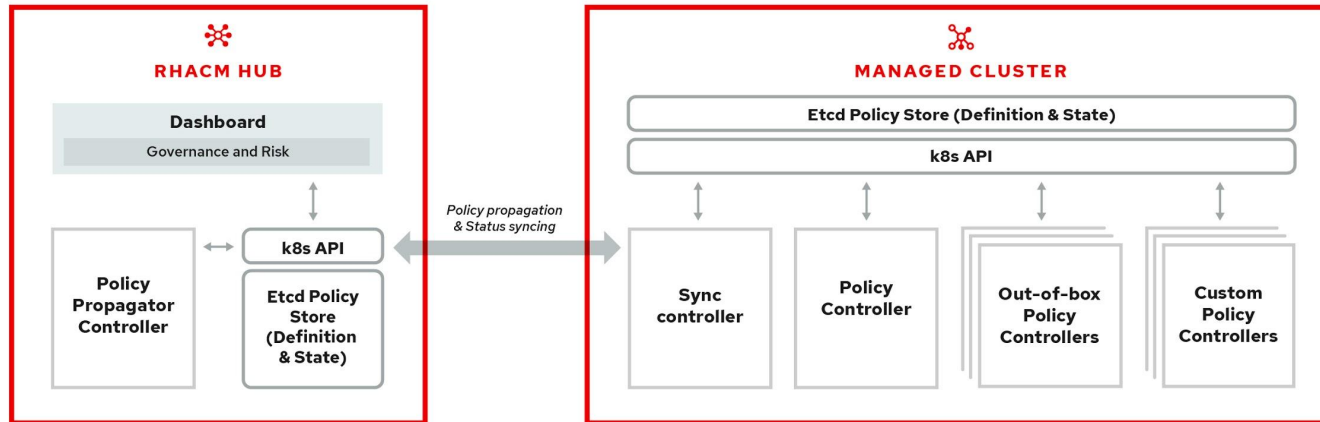 RHACM HUB
Dashboard
Governance and Risk
k8s API
Policy
Propagator
Controller
Etcd Policy
Store
(Definition
& State)
Policy propagation
& Status syncing
MANAGED CLUSTER
Etcd Policy Store (Definition & State)
k8s API
Sync
controller
Policy
Controller
Out-of-box
Policy
Controllers
Custom
Policy
Controllers